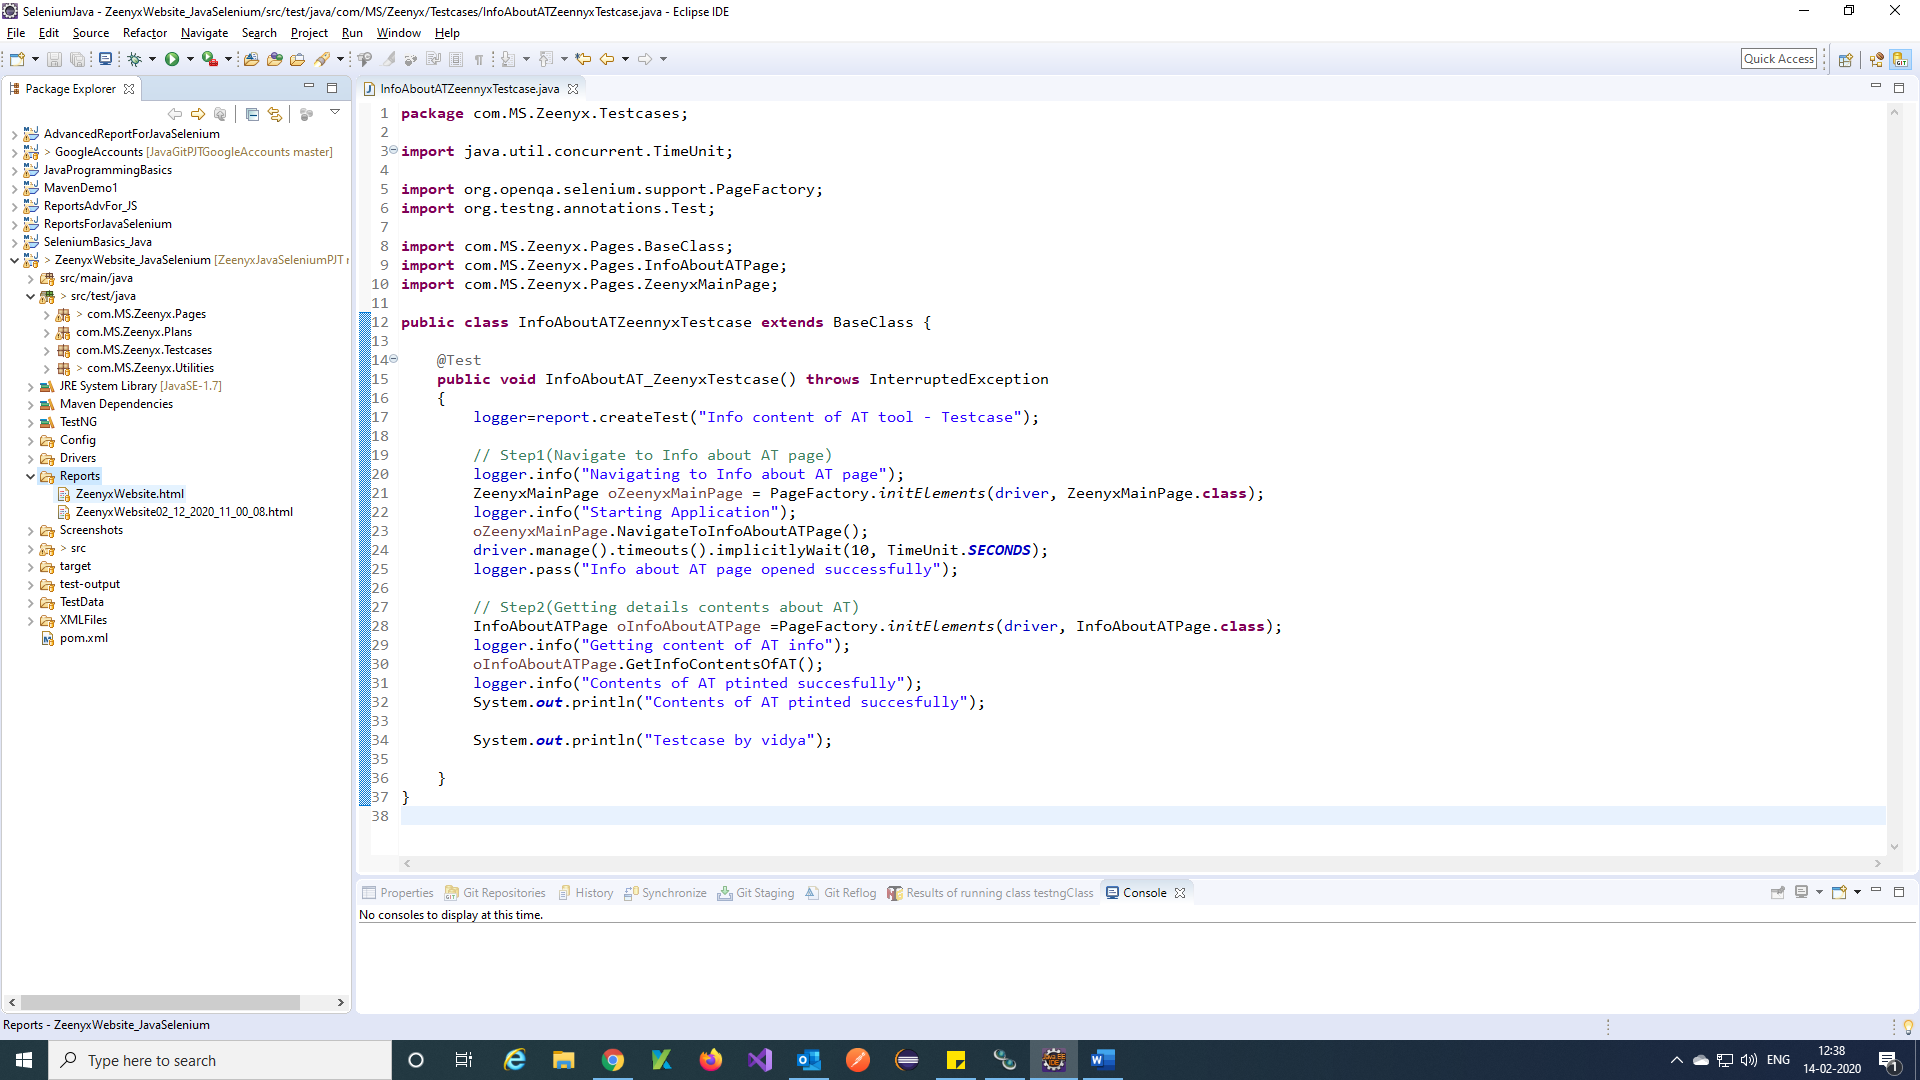 SeleniumJava - ZeenyxWebsite_JavaSelenium/src/test/java/com/MS/Zeenyx/Testcases/InfoAboutATZeennyxTestcase.java - Eclipse IDE
File Edit Source Refactor Navigate Search Project Run Window Help
Quick Access
Package Explorer
AdvancedReportForJavaSelenium
> GoogleAccounts [JavaGitPJTGoogleAccounts master]
JavaProgrammingBasics
MavenDemo1
ReportsAdvFor_JS
ReportsForJavaSelenium
SeleniumBasics_Java
> ZeenyxWebsite_JavaSelenium [ZeenyxJavaSeleniumPJT r
src/main/java
> src/test/java
> com.MS.Zeenyx.Pages
com.MS.Zeenyx.Plans
com.MS.Zeenyx.Testcases
> com.MS.Zeenyx.Utilities
JRE System Library [JavaSE-1.7]
Maven Dependencies
TestNG
Config
Drivers
Reports
ZeenyxWebsite.html
ZeenyxWebsite02_12_2020_11_00_08.html
Screenshots
> src
target
test-output
TestData
XMLFiles
pom.xml
InfoAboutATZeennyxTestcase.java
1 package com.MS.Zeenyx.Testcases;
2
3 import java.util.concurrent.TimeUnit;
4
5 import org.openqa.selenium.support.PageFactory;
6 import org.testng.annotations.Test;
7
8 import com.MS.Zeenyx.Pages.BaseClass;
9 import com.MS.Zeenyx.Pages.InfoAboutATPage;
10 import com.MS.Zeenyx.Pages.ZeenyxMainPage;
11
12 public class InfoAboutATZeennyxTestcase extends BaseClass {
13
14 @Test
15 public void InfoAboutAT_ZeenyxTestcase() throws InterruptedException
16 {
17 logger=report.createTest("Info content of AT tool - Testcase");
18
19 // Step1(Navigate to Info about AT page)
20 logger.info("Navigating to Info about AT page");
21 ZeenyxMainPage oZeenyxMainPage = PageFactory.initElements(driver, ZeenyxMainPage.class);
22 logger.info("Starting Application");
23 oZeenyxMainPage.NavigateToInfoAboutATPage();
24 driver.manage().timeouts().implicitlyWait(10, TimeUnit.SECONDS);
25 logger.pass("Info about AT page opened successfully");
26
27 // Step2(Getting details contents about AT)
28 InfoAboutATPage oInfoAboutATPage =PageFactory.initElements(driver, InfoAboutATPage.class);
29 logger.info("Getting content of AT info");
30 oInfoAboutATPage.GetInfoContentsOfAT();
31 logger.info("Contents of AT ptinted succesfully");
32 System.out.println("Contents of AT ptinted succesfully");
33
34 System.out.println("Testcase by vidya");
35
36 }
37 }
38
Properties Git Repositories History Synchronize Git Staging Git Reflog Results of running class testngClass Console
No consoles to display at this time.
Reports - ZeenyxWebsite_JavaSelenium
Type here to search
ENG
12:38
14-02-2020
1